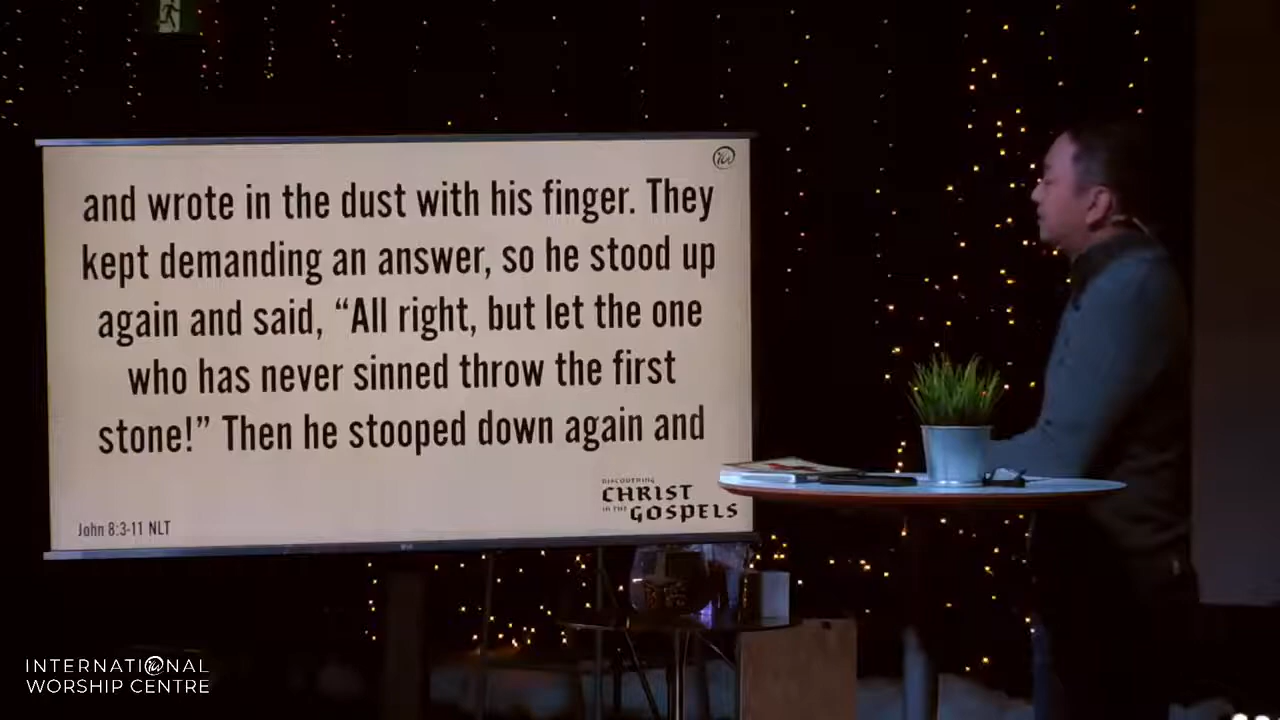 and wrote in the dust with his finger. They
kept demanding an answer, so he stood up
again and said, “All right, but let the one
who has never sinned throw the first
stone!” Then he stooped down again and
DISCOVERING
CHRIST
IN THE GOSPELS
John 8:3-11 NLT
INTERNATIONAL
WORSHIP CENTRE